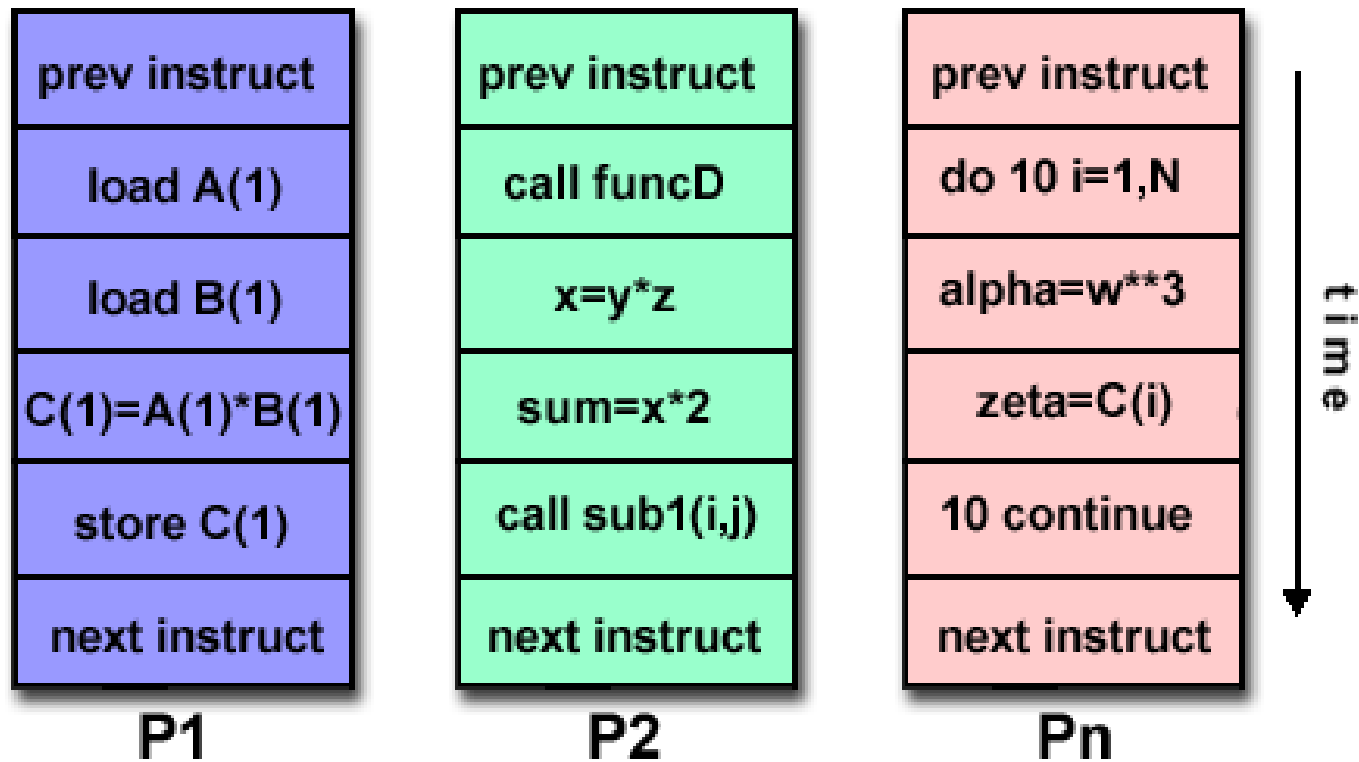 prev instruct
load A(1)
load B(1)
C(1)=A(1)*B(1)
store C(1)
next instruct
P1
prev instruct
call funcD
x=y*z
sum=x*2
call sub1(i,j)
next instruct
P2
prev instruct
do 10 i=1,N
alpha=w**3
zeta=C(i)
10 continue
next instruct
Pn
time